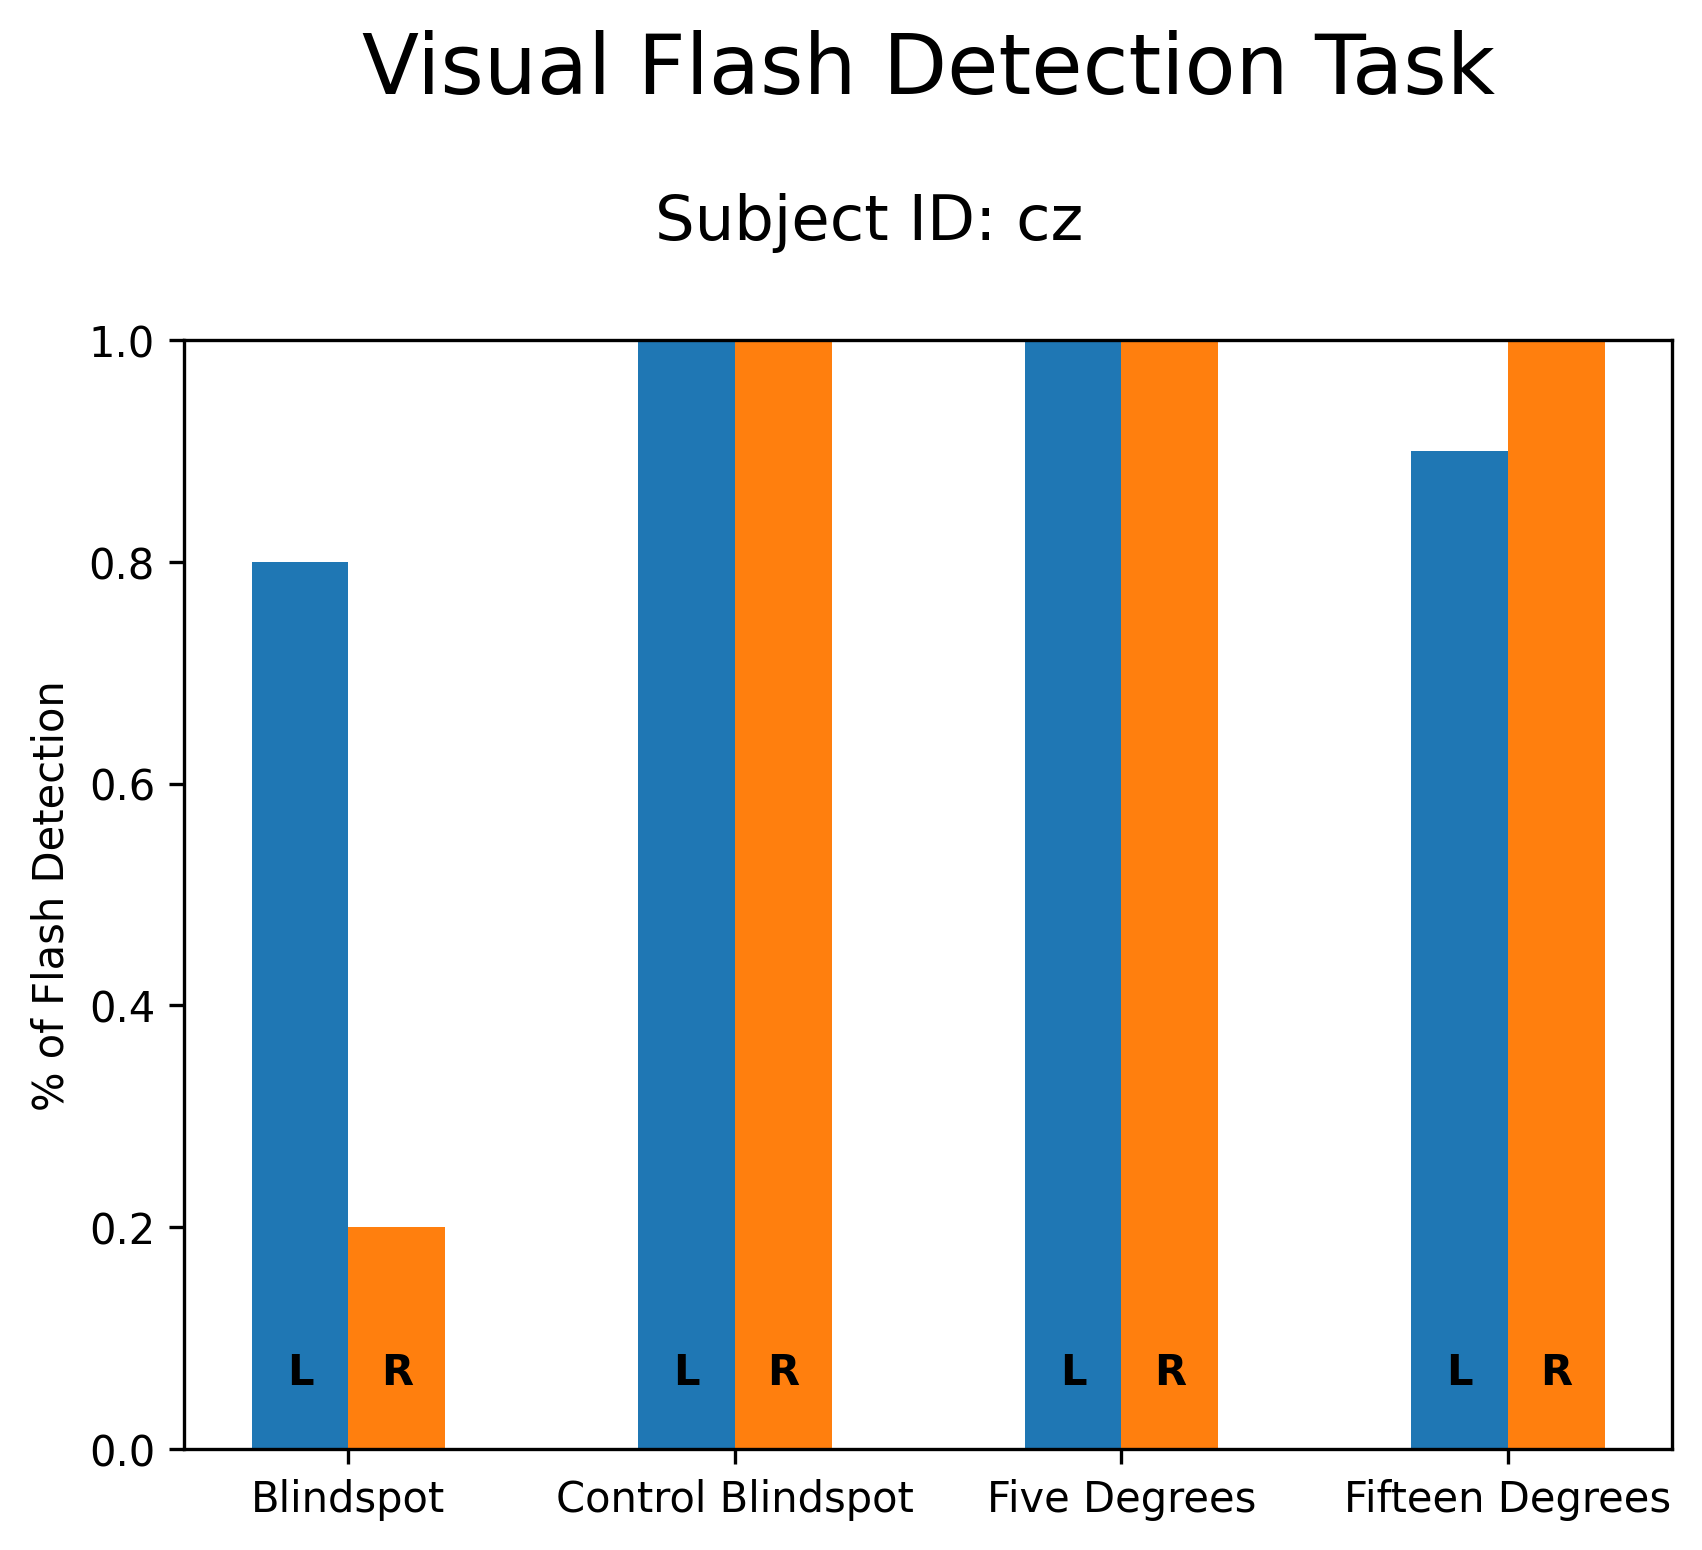 Visual Flash Detection Task
Subject ID: cz
% of Flash Detection
1.0
0.8
0.6
0.4
0.2
0.0
L R L R L R L R
Blindspot Control Blindspot Five Degrees Fifteen Degrees